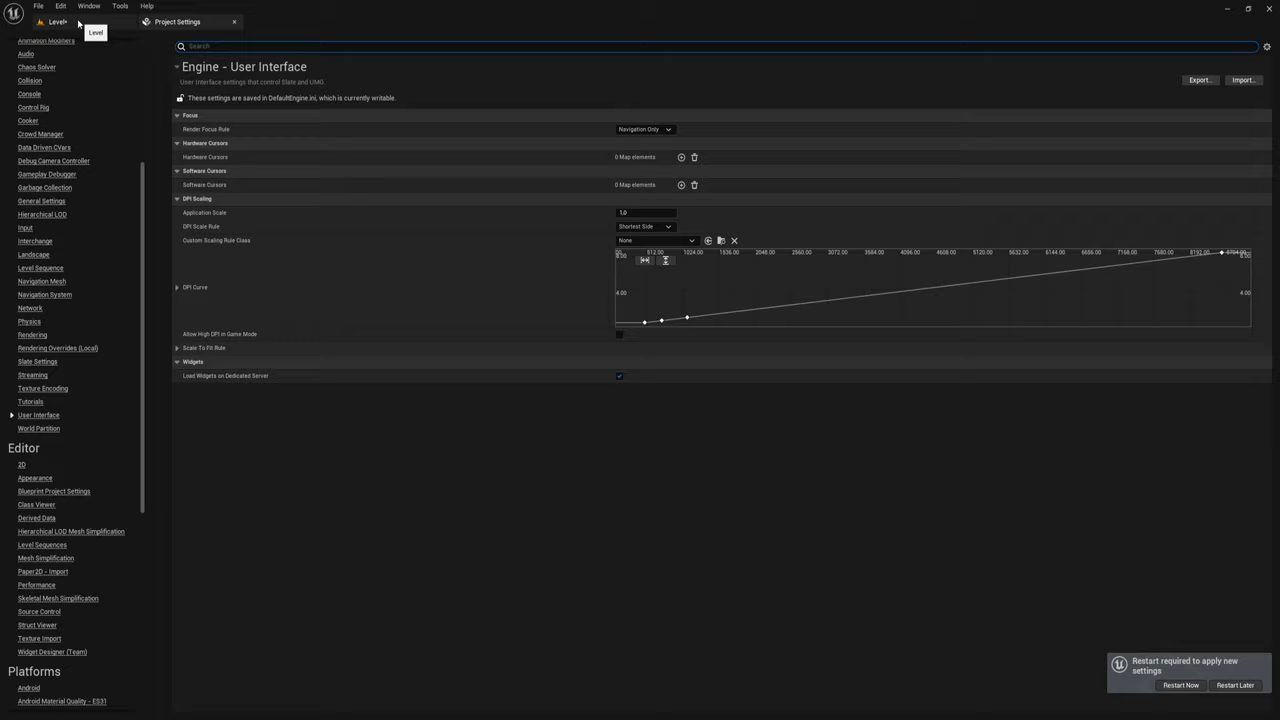 File Edit Window Tools Help
Level•
Project Settings
Level
Animation Modifiers
Audio
Chaos Solver
Collision
Console
Control Rig
Cooker
Crowd Manager
Data Driven CVars
Debug Camera Controller
Gameplay Debugger
Garbage Collection
General Settings
Hierarchical LOD
Input
Interchange
Landscape
Level Sequence
Navigation Mesh
Navigation System
Network
Physics
Rendering
Rendering Overrides (Local)
Slate Settings
Streaming
Texture Encoding
Tutorials
User Interface
World Partition
Editor
2D
Appearance
Blueprint Project Settings
Class Viewer
Derived Data
Hierarchical LOD Mesh Simplification
Level Sequences
Mesh Simplification
Paper2D - Import
Performance
Skeletal Mesh Simplification
Source Control
Struct Viewer
Texture Import
Widget Designer (Team)
Platforms
Android
Android Material Quality - ES31
Search
Engine - User Interface
User Interface settings that control Slate and UMG.
Export... Import...
These settings are saved in DefaultEngine.ini, which is currently writable.
Focus
Render Focus Rule Navigation Only
Hardware Cursors
Hardware Cursors 0 Map elements
Software Cursors
Software Cursors 0 Map elements
DPI Scaling
Application Scale 1.0
DPI Scale Rule Shortest Side
Custom Scaling Rule Class None
512.00 1024.00 1536.00 2048.00 2560.00 3072.00 3584.00 4096.00 4608.00 5120.00 5632.00 6144.00 6656.00 7168.00 7680.00 8192.00
8.00
DPI Curve
4.00 4.00
Allow High DPI in Game Mode
Scale To Fit Rule
Widgets
Load Widgets on Dedicated Server
Restart required to apply new
settings
Restart Now Restart Later